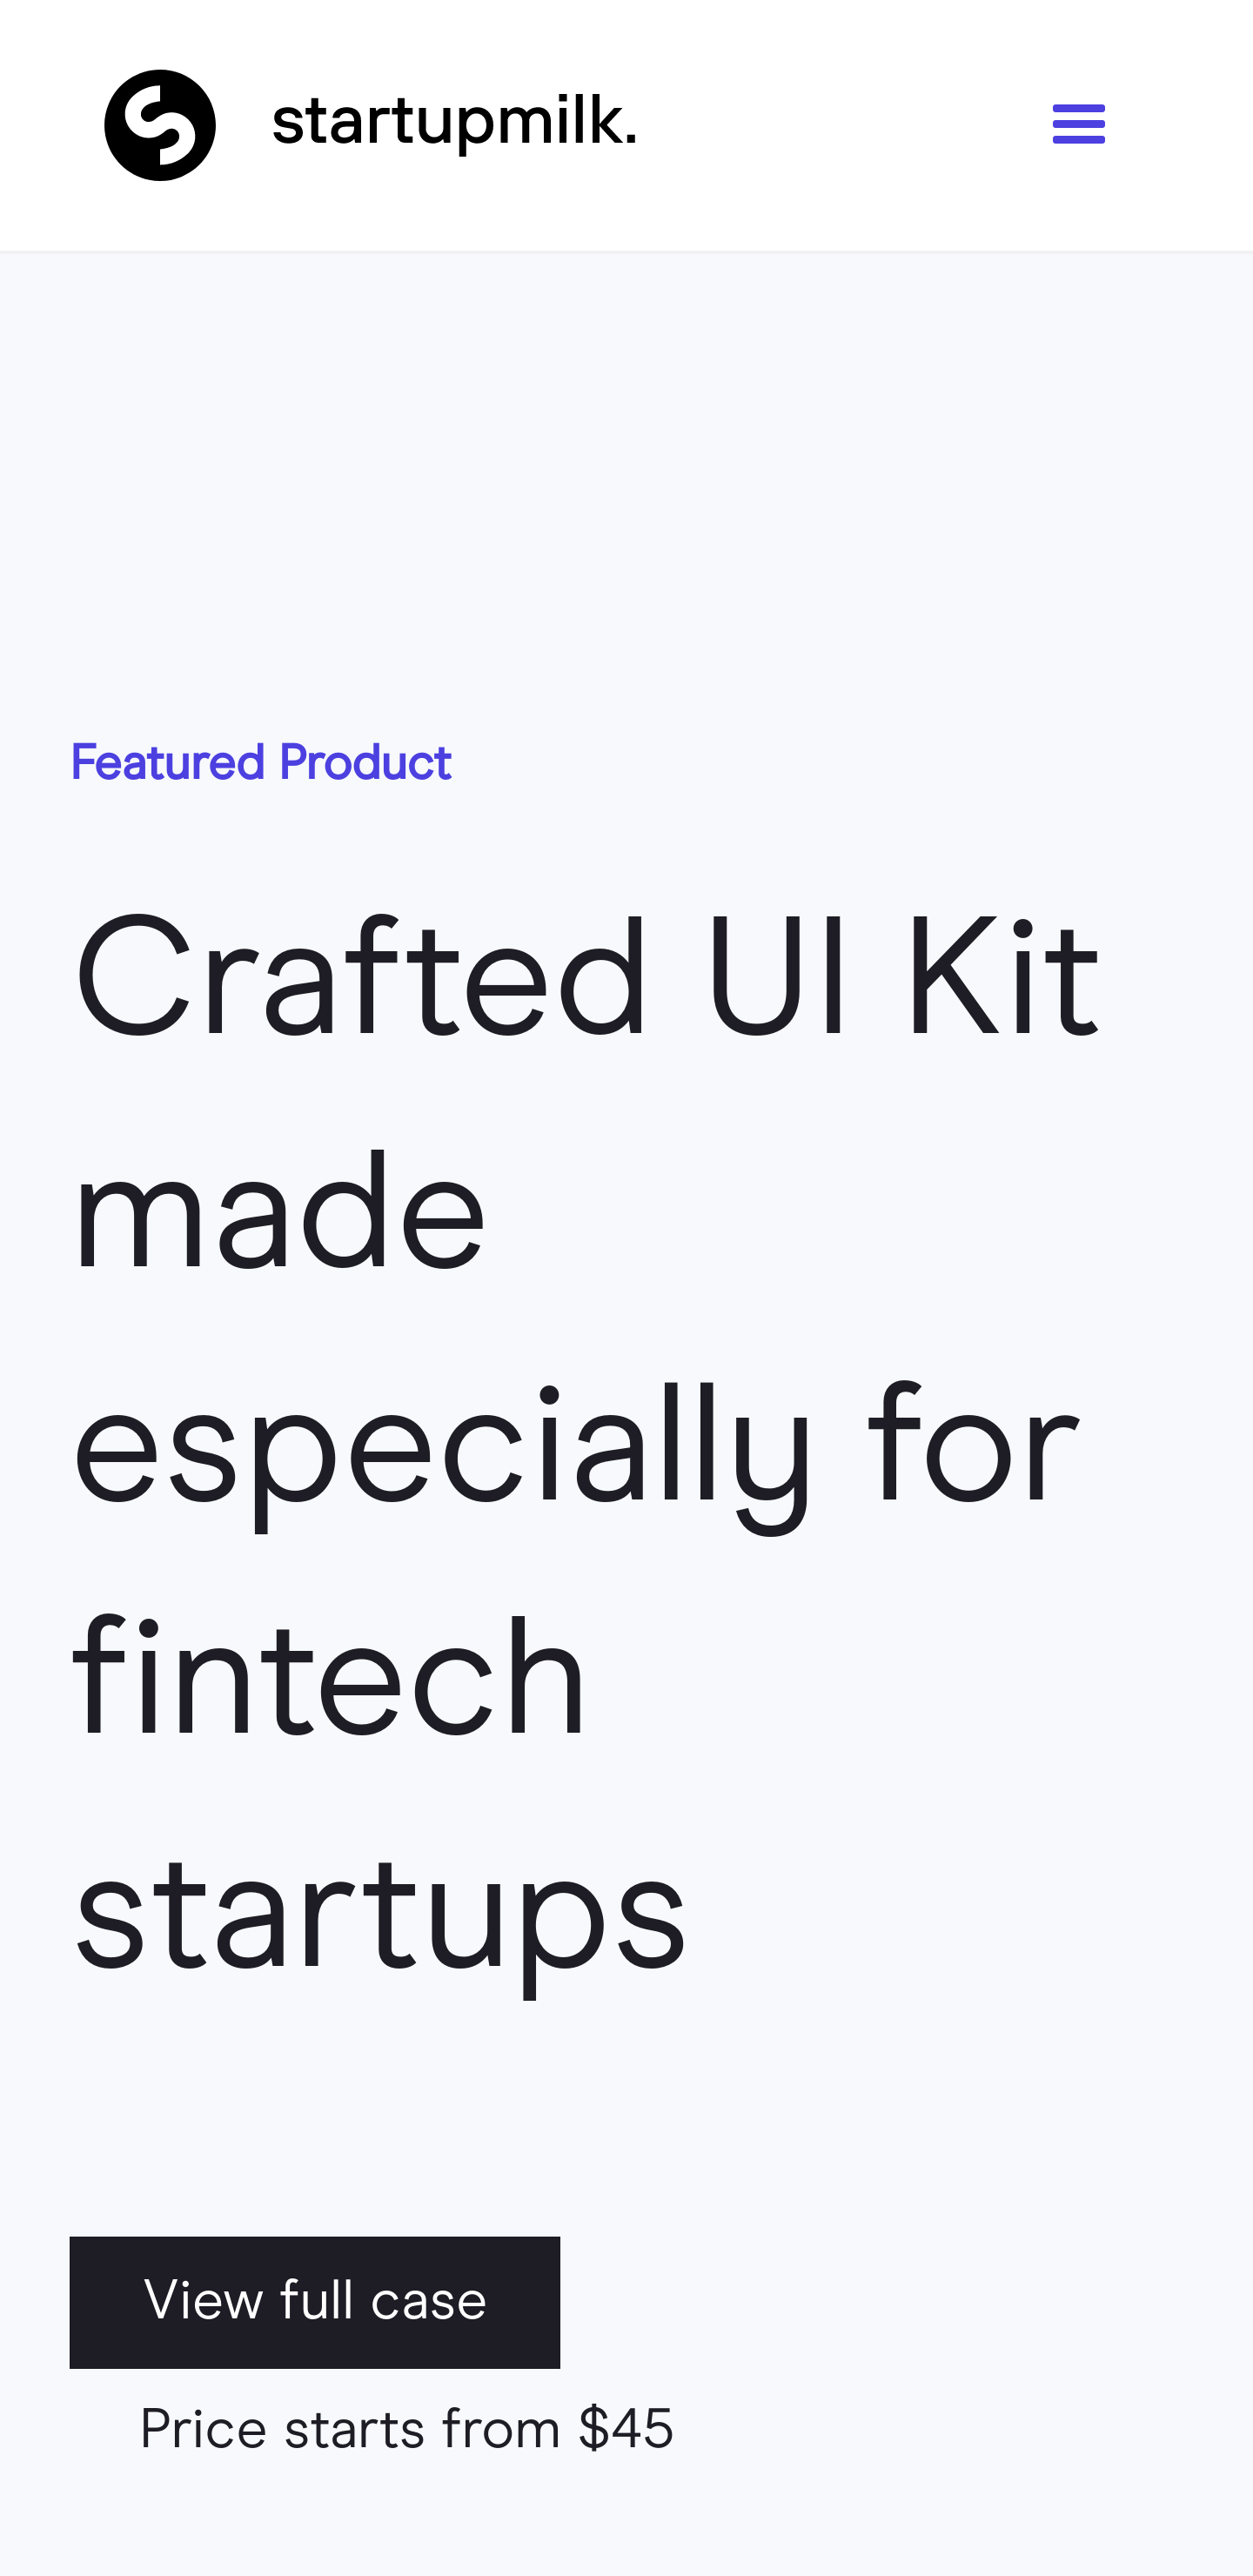 startupmilk.
Featured Product
Crafted UI Kit
made
especially for
fintech
startups
View full case
Price starts from $45